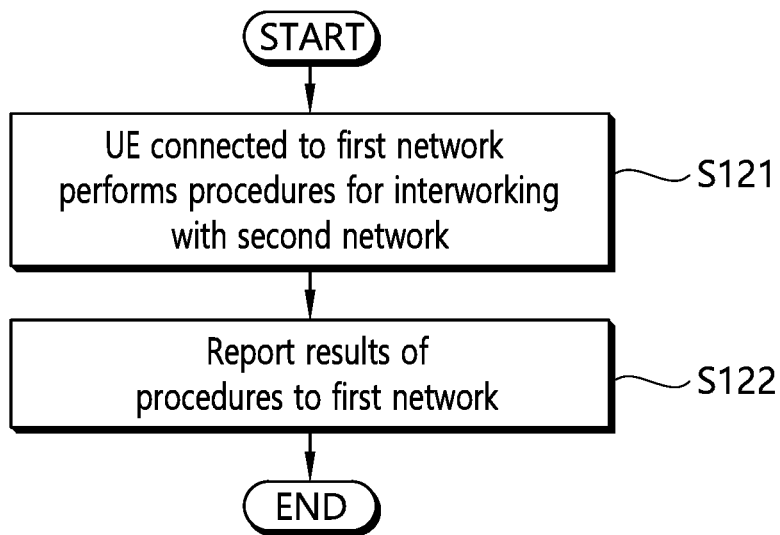 START
UE connected to first network
performs procedures for interworking
with second network
S121
Report results of
procedures to first network
S122
END